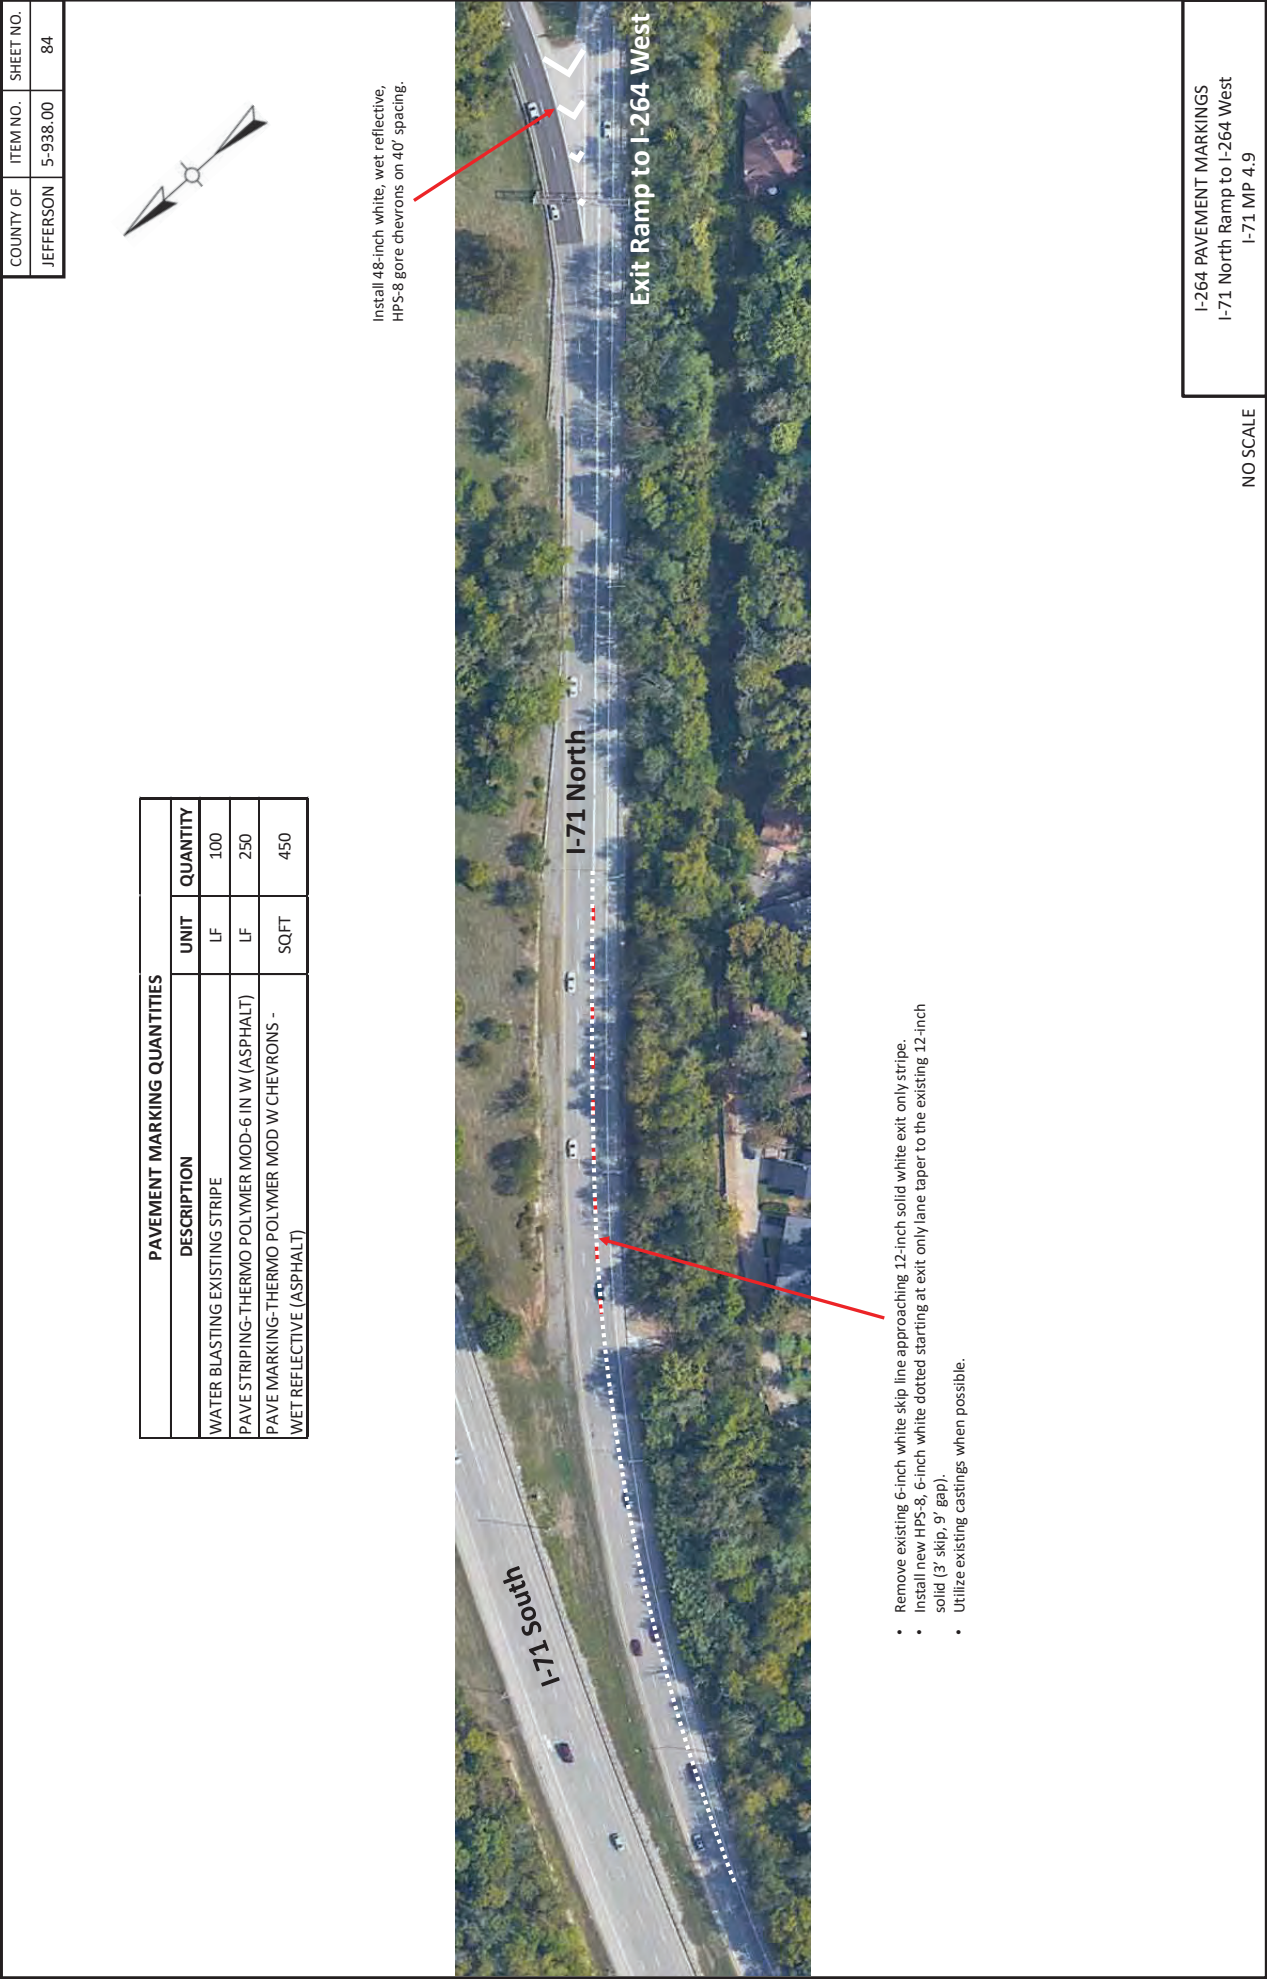 COUNTY OF ITEM NO. SHEET NO.
JEFFERSON 5-938.00 84
PAVEMENT MARKING QUANTITIES
DESCRIPTION UNIT QUANTITY
WATER BLASTING EXISTING STRIPE LF 100
PAVE STRIPING-THERMO POLYMER MOD-6 IN W (ASPHALT) LF 250
PAVE MARKING-THERMO POLYMER MOD W CHEVRONS -
WET REFLECTIVE (ASPHALT) SQFT 450
Install 48-inch white, wet reflective,
HPS-8 gore chevrons on 40' spacing.
I-71 South
I-71 North
Exit Ramp to I-264 West
• Remove existing 6-inch white skip line approaching 12-inch solid white exit only stripe.
• Install new HPS-8, 6-inch white dotted starting at exit only lane taper to the existing 12-inch
solid (3' skip, 9' gap).
• Utilize existing castings when possible.
I-264 PAVEMENT MARKINGS
I-71 North Ramp to I-264 West
I-71 MP 4.9
NO SCALE